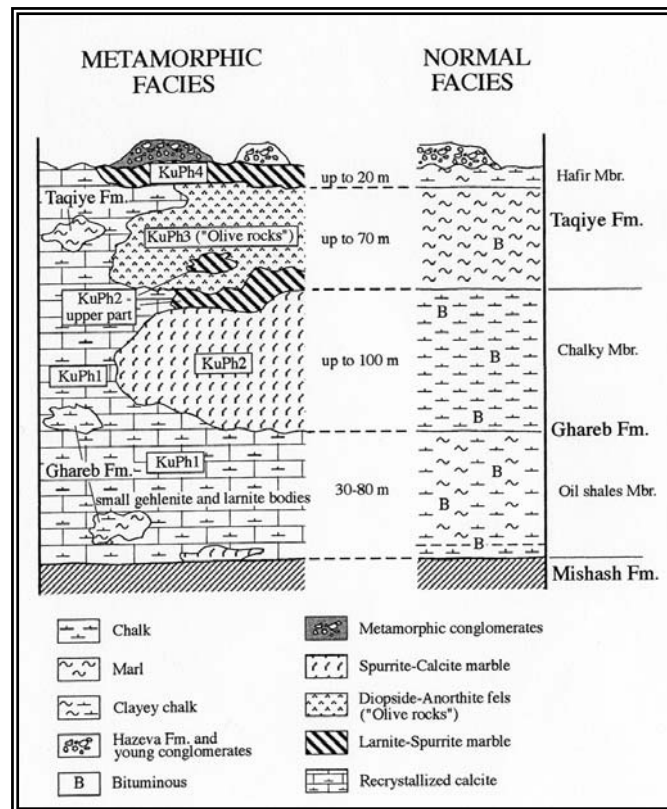 METAMORPHIC
FACIES
NORMAL
FACIES
KuPh4
up to 20 m
Hafir Mbr.
Taqiye Fm.
Taqiye Fm.
KuPh3 ("Olive rocks")
up to 70 m
B
KuPh2 -
upper part
B
KuPh2
Chalky Mbr.
B
KuPh1
up to 100 m
B
Ghareb Fm.
KuPh1
Ghareb Fm.
B
small gehlenite and larnite bodies
30-80 m
Oil shales Mbr.
B
B
Mishash Fm.
Chalk
Marl
Clayey chalk
Hazeva Fm. and
young conglomerates
B
Bituminous
Metamorphic conglomerates
Spurrite-Calcite marble
Diopside-Anorthite fels
("Olive rocks")
Larnite-Spurrite marble
Recrystallized calcite